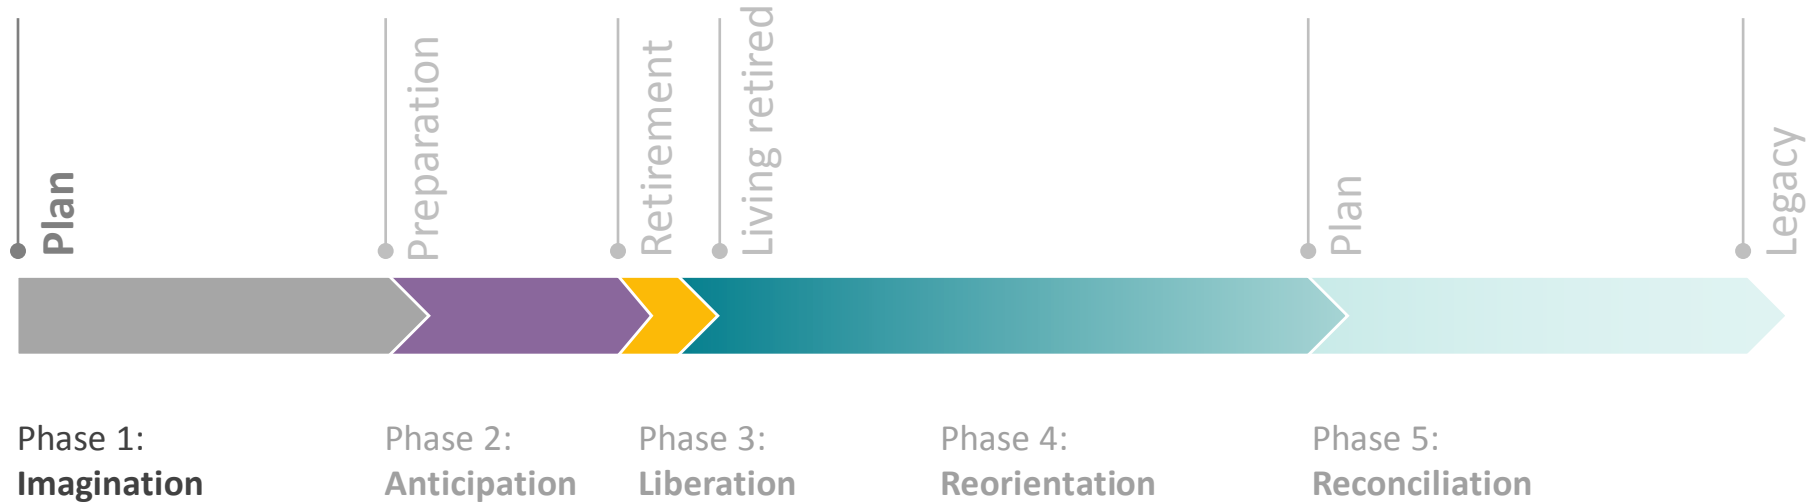 Plan
Preparation
Retirement
Living retired
Plan
Legacy
Phase 1:
Imagination
Phase 2:
Anticipation
Phase 3:
Liberation
Phase 4:
Reorientation
Phase 5:
Reconciliation